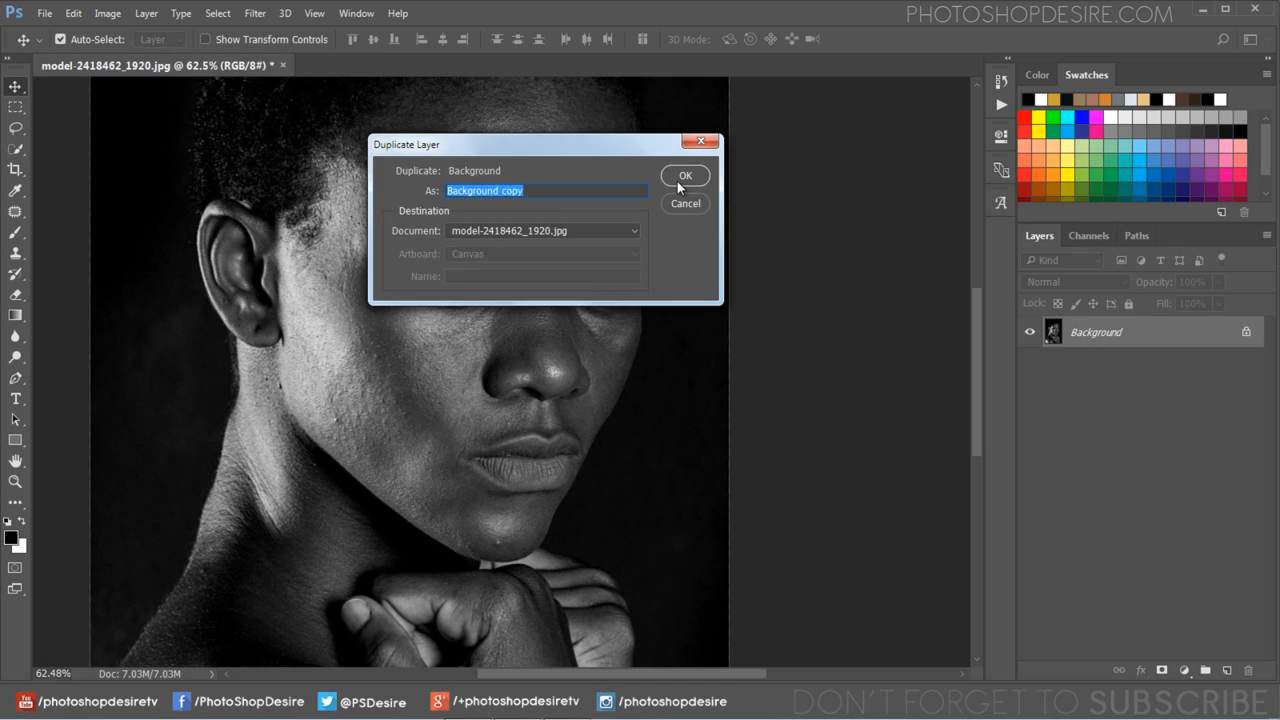 Ps File Edit Image Layer Type Select Filter 3D View Window Help
PHOTOSHOPDESIRE.COM
Auto-Select: Layer Show Transform Controls 3D Mode:
model-2418462_1920.jpg @ 62.5% (RGB/8#) * ×
Color Swatches
Duplicate Layer
Duplicate: Background
OK
As: Background copy
Cancel
Destination
Document: model-2418462_1920.jpg
Artboard: Canvas
Name:
Layers Channels Paths
Kind
Normal Opacity: 100%
Lock: Fill: 100%
Background
62.48% Doc: 7.03M/7.03M
You Tube /photoshopdesiretv f /PhotoShopDesire @PSDesire g+ /+photoshopdesiretv /photoshopdesire
DON'T FORGET TO SUBSCRIBE